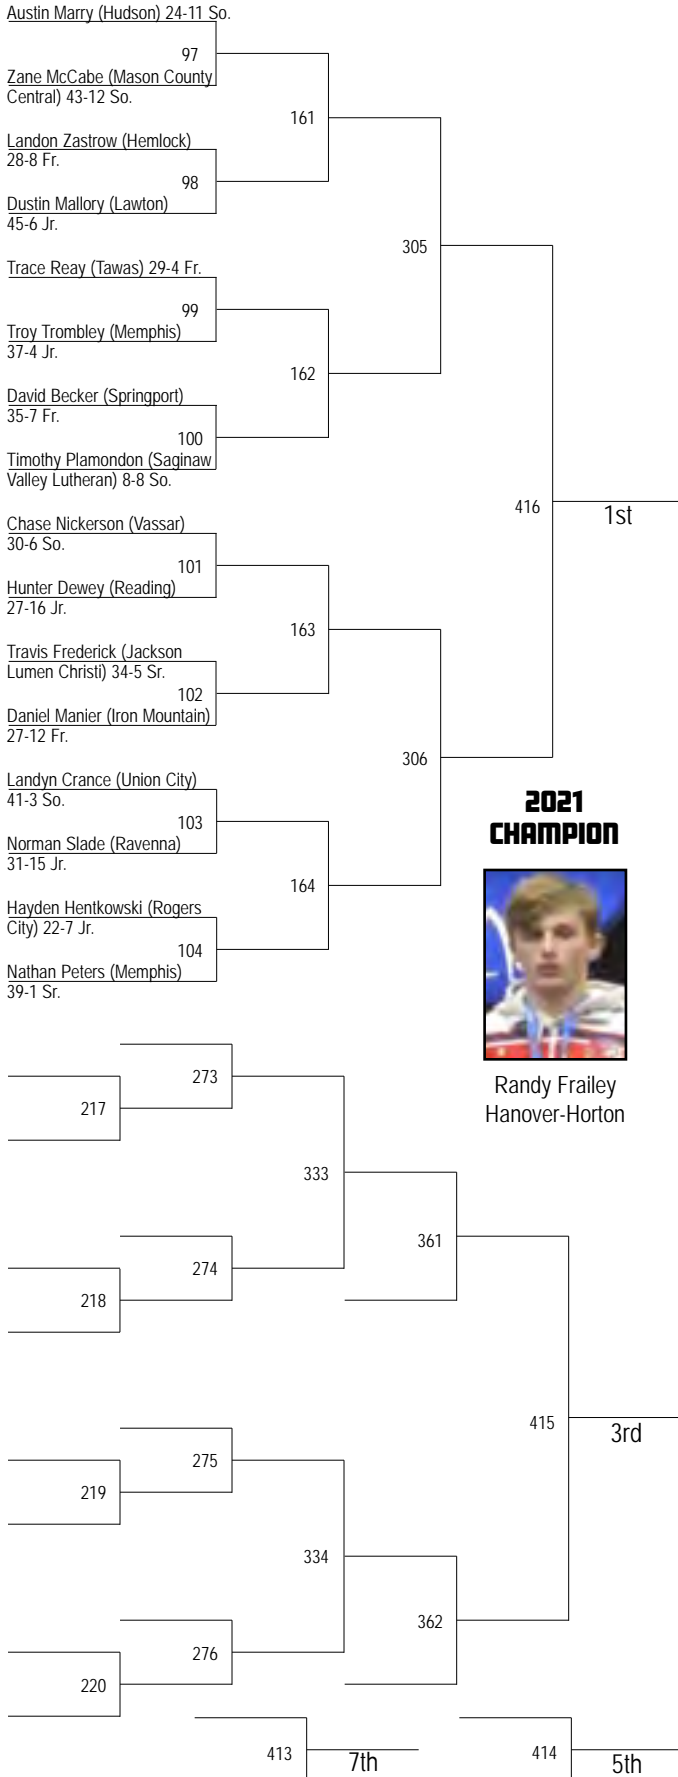 Austin Marry (Hudson) 24-11 So.
97
Zane McCabe (Mason County
Central) 43-12 So.
161
Landon Zastrow (Hemlock)
28-8 Fr.
98
Dustin Mallory (Lawton)
45-6 Jr.
305
Trace Reay (Tawas) 29-4 Fr.
99
Troy Trombley (Memphis)
37-4 Jr.
162
David Becker (Springport)
35-7 Fr.
100
Timothy Plamondon (Saginaw
Valley Lutheran) 8-8 So.
416
1st
Chase Nickerson (Vassar)
30-6 So.
101
Hunter Dewey (Reading)
27-16 Jr.
163
Travis Frederick (Jackson
Lumen Christi) 34-5 Sr.
102
Daniel Manier (Iron Mountain)
27-12 Fr.
306
Landyn Crance (Union City)
41-3 So.
103
Norman Slade (Ravenna)
31-15 Jr.
164
Hayden Hentkowski (Rogers
City) 22-7 Jr.
104
Nathan Peters (Memphis)
39-1 Sr.
2021
CHAMPION
Randy Frailey
Hanover-Horton
273
217
333
361
274
218
415
3rd
275
219
334
362
276
220
413
7th
414
5th